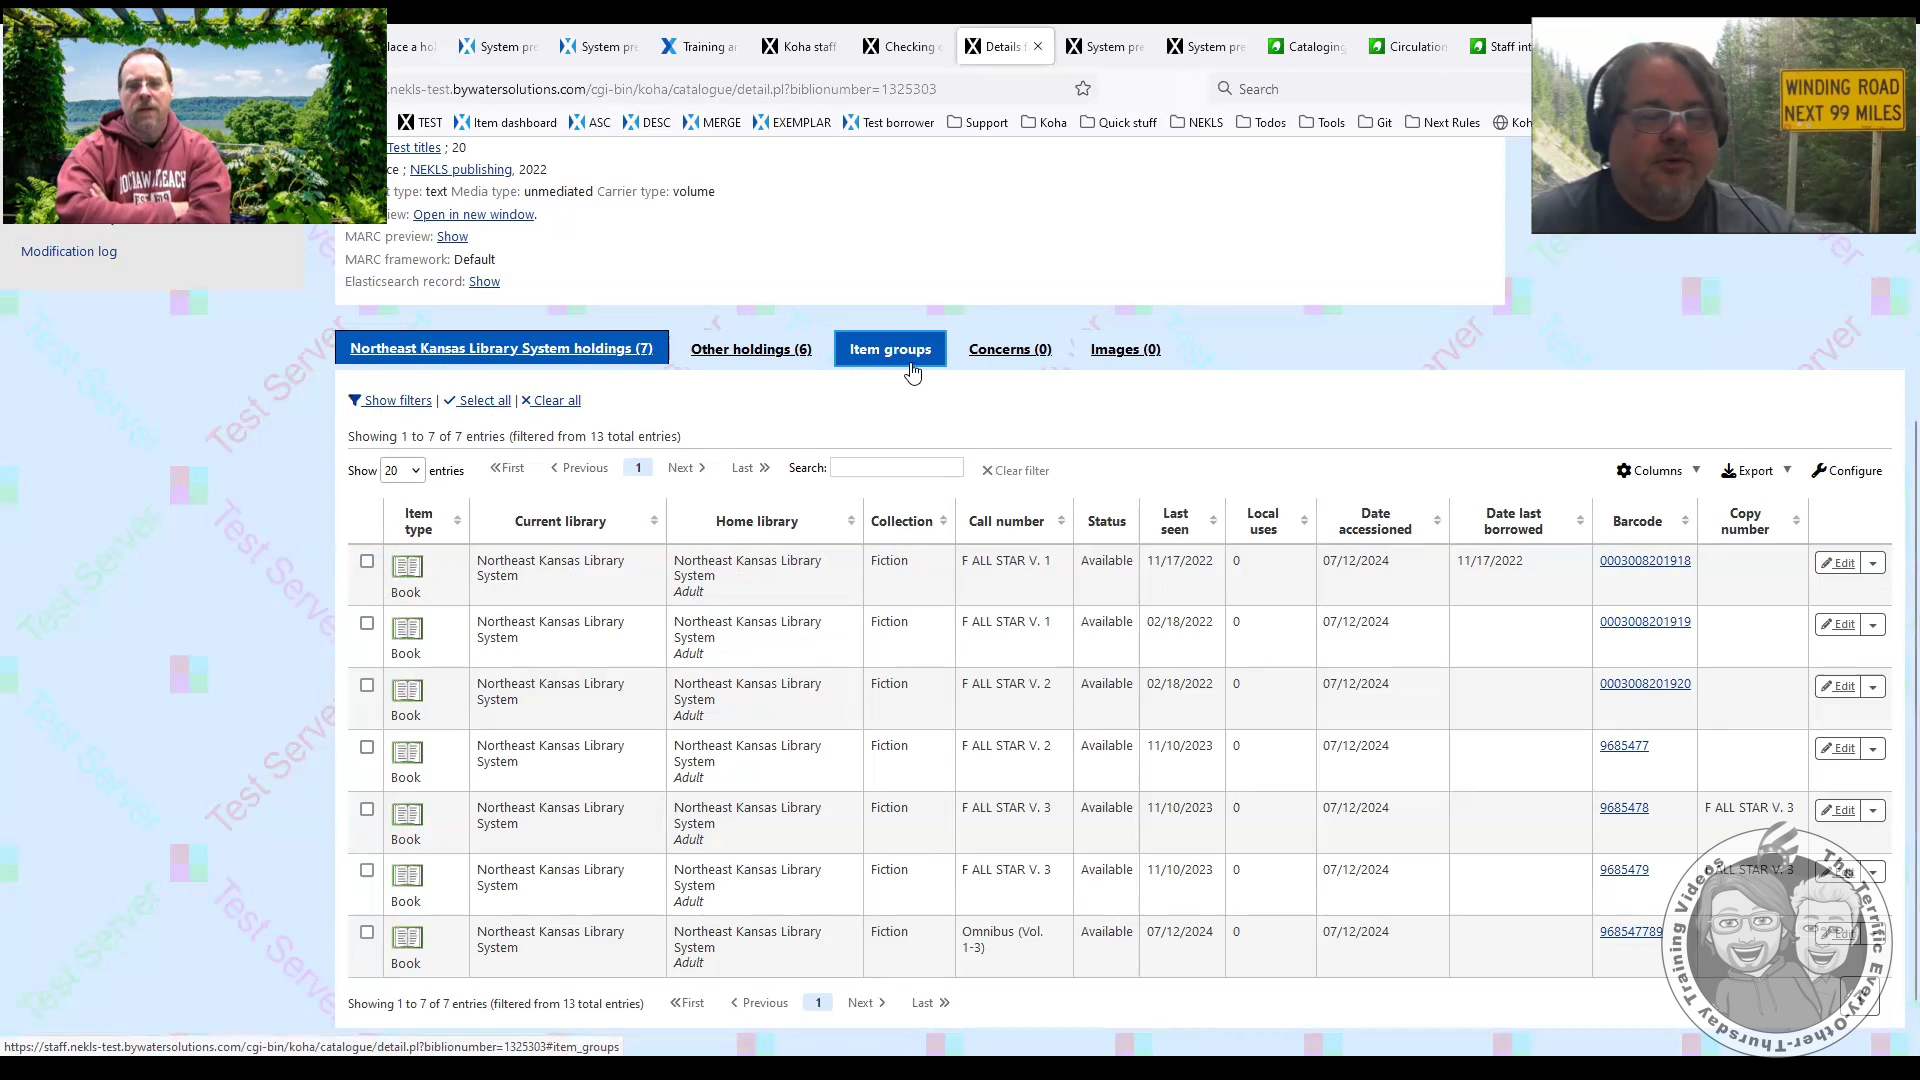 System pre
System pre
Training a
Koha staff
Checking
Details
System pre
System pre
Cataloging
Circulation
Staff int
nekls-test.bywatersolutions.com/cgi-bin/koha/catalogue/detail.pl?biblionumber=1325303
Search
TEST Item dashboard ASC DESC MERGE EXEMPLAR Test borrower Support Koha Quick stuff NEKLS Todos Tools Git Next Rules Koh
WINDING ROAD
NEXT 99 MILES
EST
Test titles ; 20
ce ; NEKLS publishing, 2022
type: text Media type: unmediated Carrier type: volume
iew: Open in new window.
MARC preview: Show
MARC framework: Default
Elasticsearch record: Show
Modification log
Northeast Kansas Library System holdings (7) Other holdings (6) Item groups Concerns (0) Images (0)
Show filters | Select all | Clear all
Showing 1 to 7 of 7 entries (filtered from 13 total entries)
Show 20 entries First Previous 1 Next Last Search: Clear filter Columns Export Configure
Item type Current library Home library Collection Call number Status Last seen Local uses Date accessioned Date last borrowed Barcode Copy number
Book Northeast Kansas Library System Northeast Kansas Library System Adult Fiction F ALL STAR V. 1 Available 11/17/2022 0 07/12/2024 11/17/2022 0003008201918 Edit
Book Northeast Kansas Library System Northeast Kansas Library System Adult Fiction F ALL STAR V. 1 Available 02/18/2022 0 07/12/2024 0003008201919 Edit
Book Northeast Kansas Library System Northeast Kansas Library System Adult Fiction F ALL STAR V. 2 Available 02/18/2022 0 07/12/2024 0003008201920 Edit
Book Northeast Kansas Library System Northeast Kansas Library System Adult Fiction F ALL STAR V. 2 Available 11/10/2023 0 07/12/2024 9685477 Edit
Book Northeast Kansas Library System Northeast Kansas Library System Adult Fiction F ALL STAR V. 3 Available 11/10/2023 0 07/12/2024 9685478 F ALL STAR V. 3 Edit
Book Northeast Kansas Library System Northeast Kansas Library System Adult Fiction F ALL STAR V. 3 Available 11/10/2023 0 07/12/2024 9685479 F ALL STAR V. 3 Edit
Book Northeast Kansas Library System Northeast Kansas Library System Adult Fiction Omnibus (Vol. 1-3) Available 07/12/2024 0 07/12/2024 968547789 Edit
Showing 1 to 7 of 7 entries (filtered from 13 total entries) First Previous 1 Next Last
https://staff.nekls-test.bywatersolutions.com/cgi-bin/koha/catalogue/detail.pl?biblionumber=1325303#item_groups
Test Server
The Terrific Every-Other-Thursday Training Videos